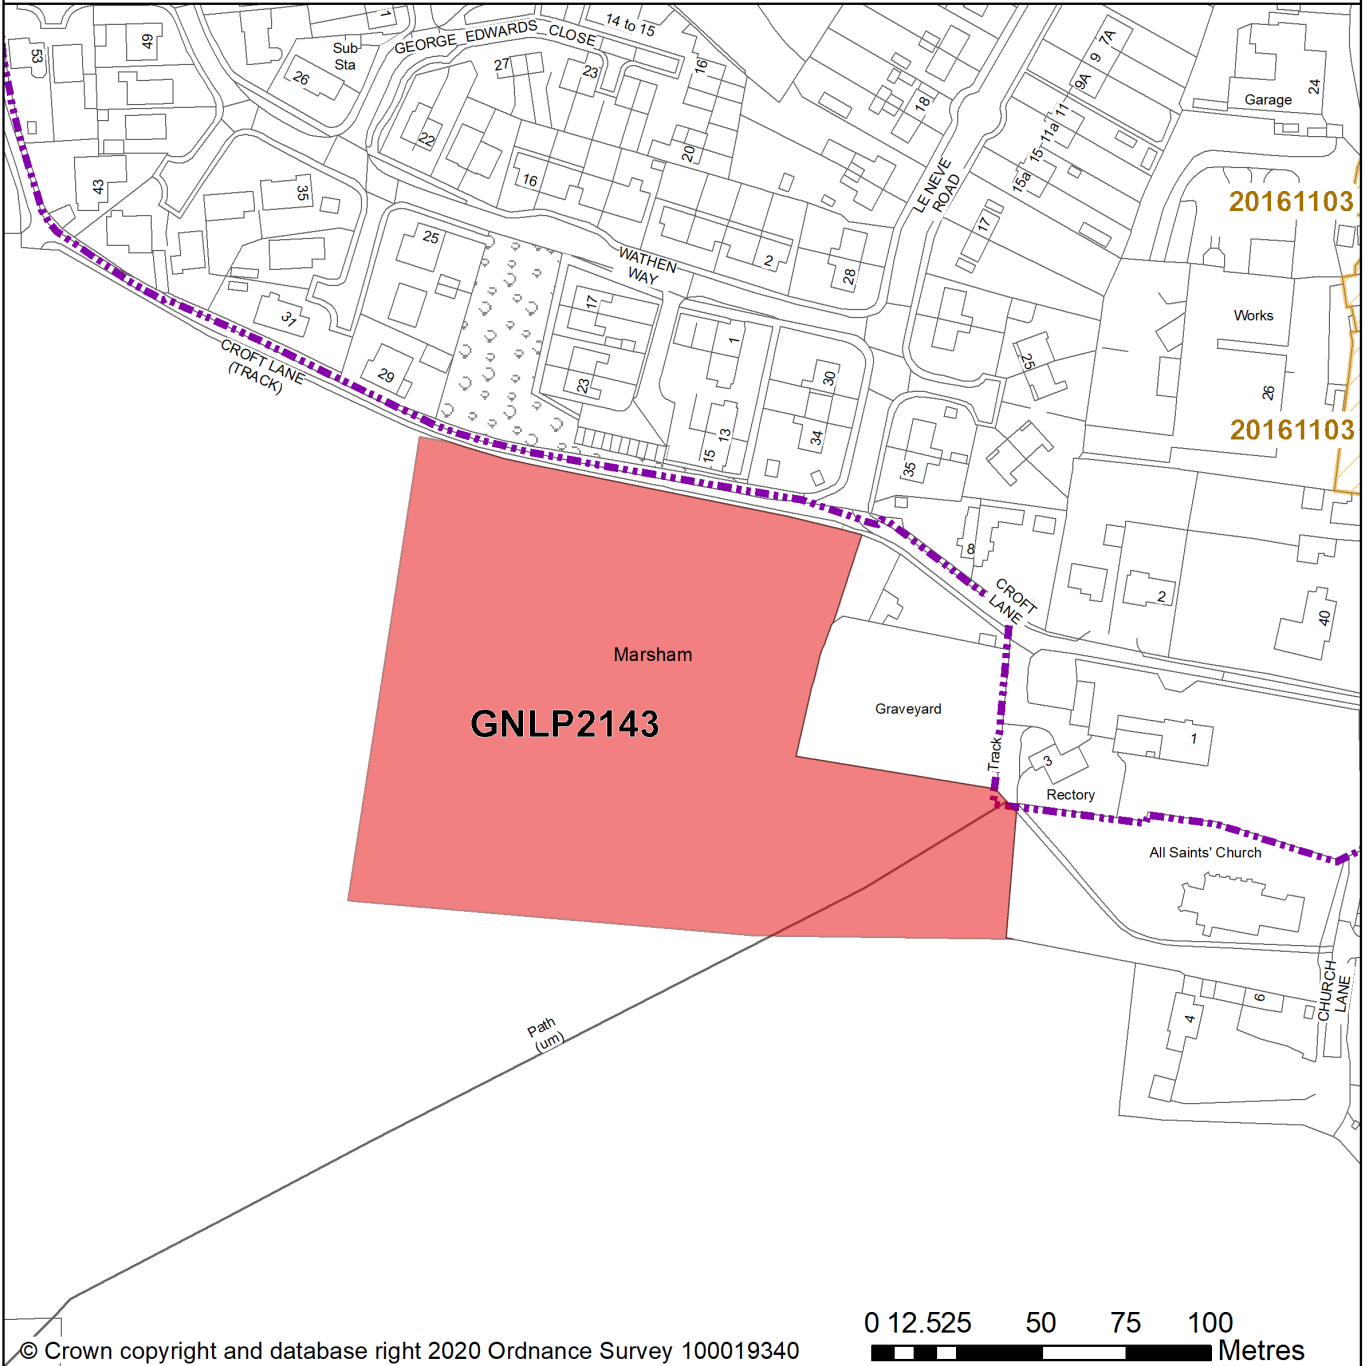 1
14 to 15
GEORGE EDWARDS CLOSE
53
49
Sub
Sta
26
27
23
16
7A
9
9A
24
Garage
18
11
11a
15
15a
22
20
16
43
35
LE NEVE
ROAD
17
20161103
25
WATHEN
WAY
2
28
17
31
1
Works
25
CROFT LANE
(TRACK)
29
23
30
26
13
34
15
35
20161103
8
CROFT
LANE
2
40
Marsham
Graveyard
GNLP2143
Track
3
1
Rectory
All Saints' Church
CHURCH
LANE
6
4
Path
(um)
0 12.525 50 75 100
Metres
© Crown copyright and database right 2020 Ordnance Survey 100019340